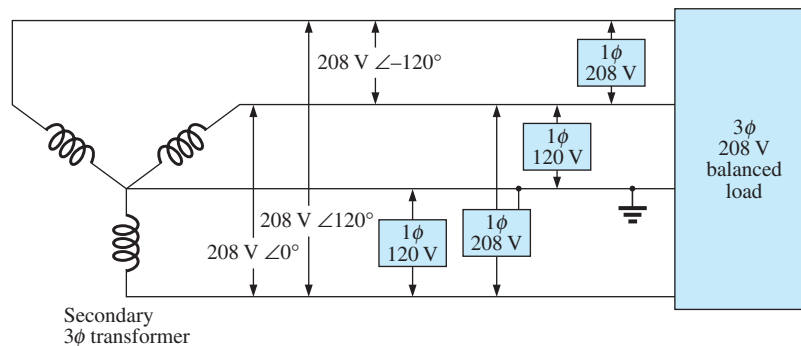 208 V ∠–120°
1ϕ
208 V
1ϕ
120 V
3ϕ
208 V
balanced
load
208 V ∠120°
208 V ∠0°
1ϕ
120 V
1ϕ
208 V
Secondary
3ϕ transformer